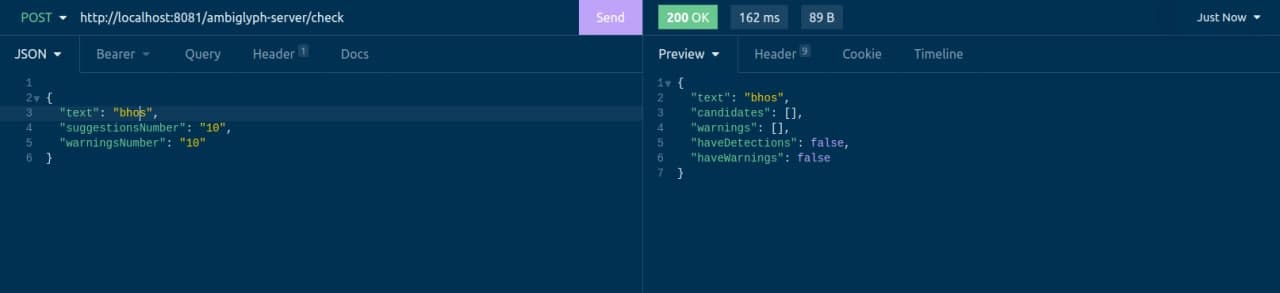 POST http://localhost:8081/ambiglyph-server/check Send 200 OK 162 ms 89 B Just Now
JSON Bearer Query Header 1 Docs Preview Header 9 Cookie Timeline
1
2 {
3 "text": "bhos",
4 "suggestionsNumber": "10",
5 "warningsNumber": "10"
6 }
1 {
2 "text": "bhos",
3 "candidates": [],
4 "warnings": [],
5 "haveDetections": false,
6 "haveWarnings": false
7 }